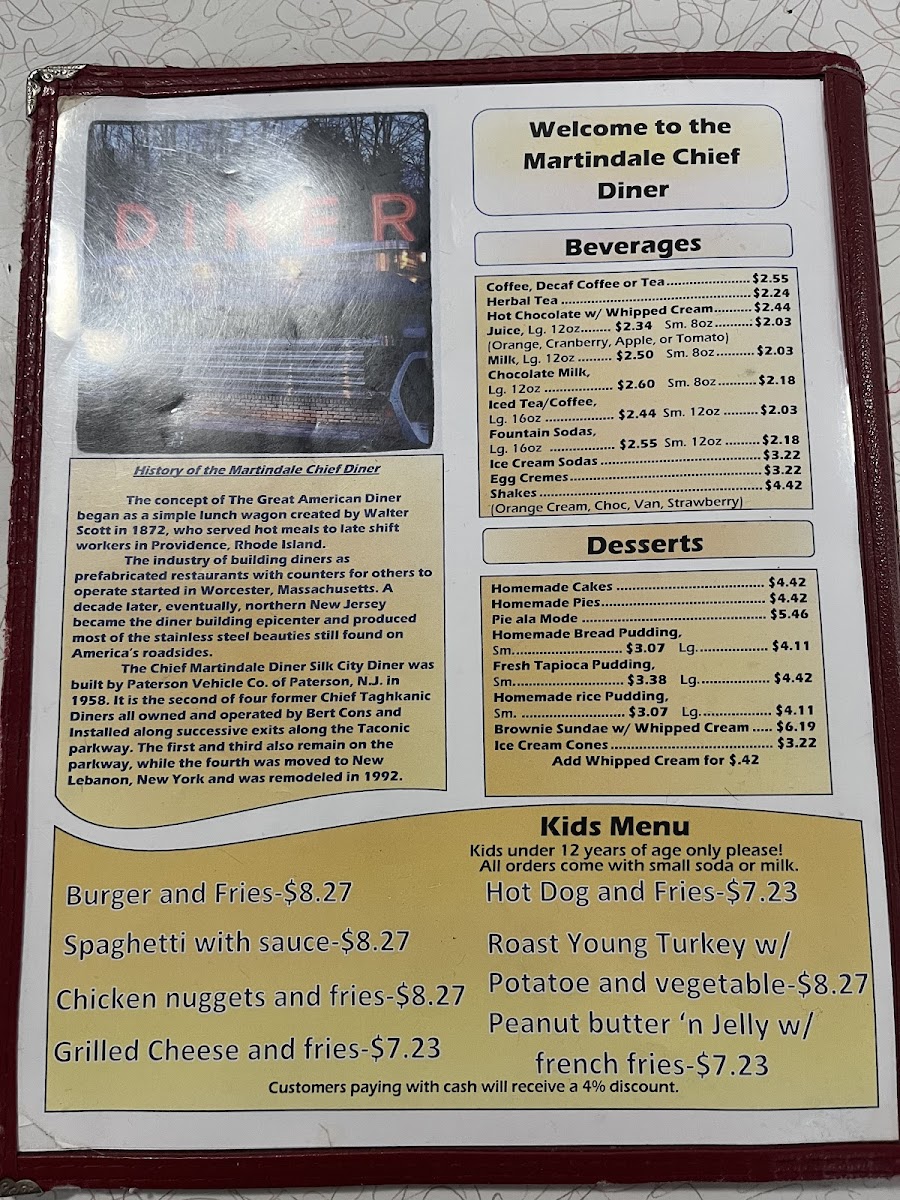 DINER
History of the Martindale Chief Diner
The concept of The Great American Diner
began as a simple lunch wagon created by Walter
Scott in 1872, who served hot meals to late shift
workers in Providence, Rhode Island.
The industry of building diners as
prefabricated restaurants with counters for others to
operate started in Worcester, Massachusetts. A
decade later, eventually, northern New Jersey
became the diner building epicenter and produced
most of the stainless steel beauties still found on
America's roadsides.
The Chief Martindale Diner Silk City Diner was
built by Paterson Vehicle Co. of Paterson, N.J. in
1958. It is the second of four former Chief Taghkanic
Diners all owned and operated by Bert Cons and
Installed along successive exits along the Taconic
parkway. The first and third also remain on the
parkway, while the fourth was moved to New
Lebanon, New York and was remodeled in 1992.
Welcome to the
Martindale Chief
Diner
Beverages
Coffee, Decaf Coffee or Tea........................$2.55
Herbal Tea ..................................................$2.24
Hot Chocolate w/ Whipped Cream..........$2.44
Juice, Lg. 12oz....... $2.34 Sm. 8oz..........$2.03
(Orange, Cranberry, Apple, or Tomato)
Milk, Lg. 12oz ......... $2.50 Sm. 8oz..........$2.03
Chocolate Milk,
Lg. 12oz .................. $2.60 Sm. 8oz..........$2.18
Iced Tea/Coffee,
Lg. 16oz .................. $2.44 Sm. 12oz .........$2.03
Fountain Sodas,
Lg. 16oz .................. $2.55 Sm. 12oz .........$2.18
Ice Cream Sodas..........................................$3.22
Egg Cremes..................................................$3.22
Shakes..........................................................$4.42
(Orange Cream, Choc, Van, Strawberry)
Desserts
Homemade Cakes ...................................... $4.42
Homemade Pies.......................................... $4.42
Pie ala Mode ............................................... $5.46
Homemade Bread Pudding,
Sm.............................$3.07 Lg.................. $4.11
Fresh Tapioca Pudding,
Sm.............................$3.38 Lg.................. $4.42
Homemade rice Pudding,
Sm. ...........................$3.07 Lg.................. $4.11
Brownie Sundae w/ Whipped Cream ..... $6.19
Ice Cream Cones......................................... $3.22
Add Whipped Cream for $.42
Kids Menu
Kids under 12 years of age only please!
All orders come with small soda or milk.
Burger and Fries-$8.27
Spaghetti with sauce-$8.27
Chicken nuggets and fries-$8.27
Grilled Cheese and fries-$7.23
Hot Dog and Fries-$7.23
Roast Young Turkey w/
Potatoe and vegetable-$8.27
Peanut butter 'n Jelly w/
french fries-$7.23
Customers paying with cash will receive a 4% discount.